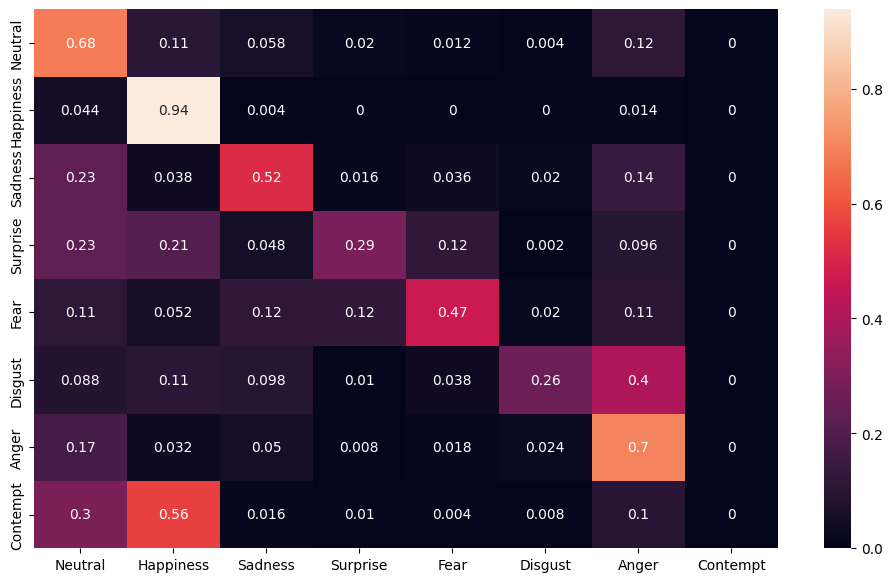 Neutral 0.68 0.11 0.058 0.02 0.012 0.004 0.12 0
Happiness 0.044 0.94 0.004 0 0 0 0.014 0
Sadness 0.23 0.038 0.52 0.016 0.036 0.02 0.14 0
Surprise 0.23 0.21 0.048 0.29 0.12 0.002 0.096 0
Fear 0.11 0.052 0.12 0.12 0.47 0.02 0.11 0
Disgust 0.088 0.11 0.098 0.01 0.038 0.26 0.4 0
Anger 0.17 0.032 0.05 0.008 0.018 0.024 0.7 0
Contempt 0.3 0.56 0.016 0.01 0.004 0.008 0.1 0
Neutral Happiness Sadness Surprise Fear Disgust Anger Contempt
0.8
0.6
0.4
0.2
0.0